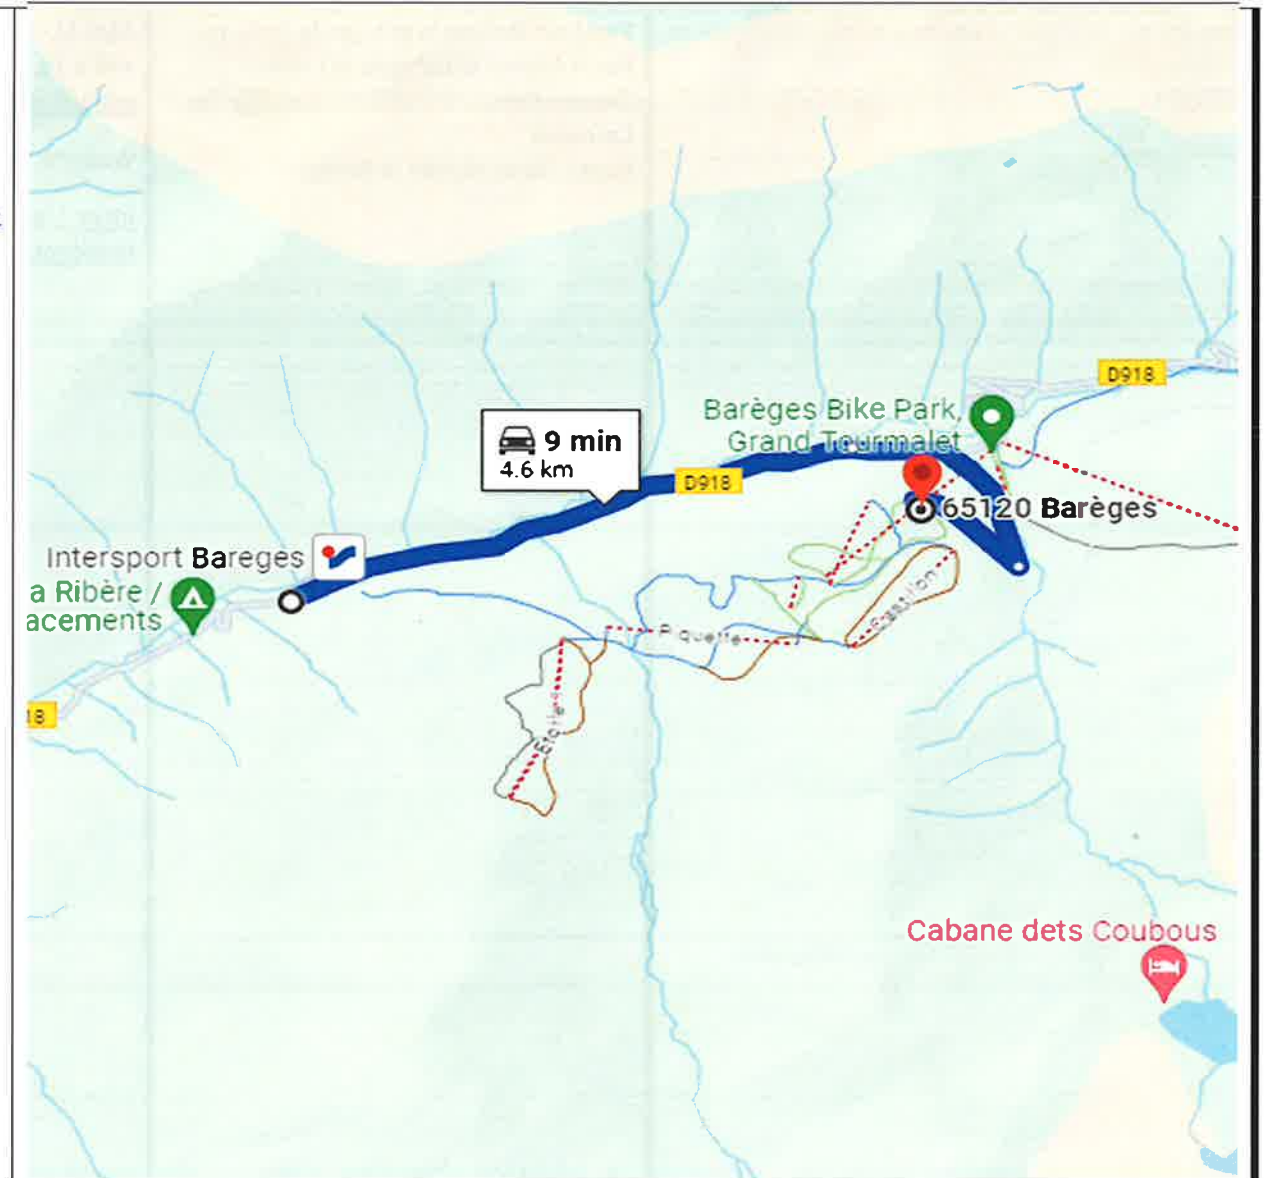 D918
Barèges Bike Park,
Grand Tourmalet
9 min
4.6 km
D918
65120 Barèges
Intersport Bareges
a Ribère /
acements
Piquette
Etoile
18
Cabane dets Coubous